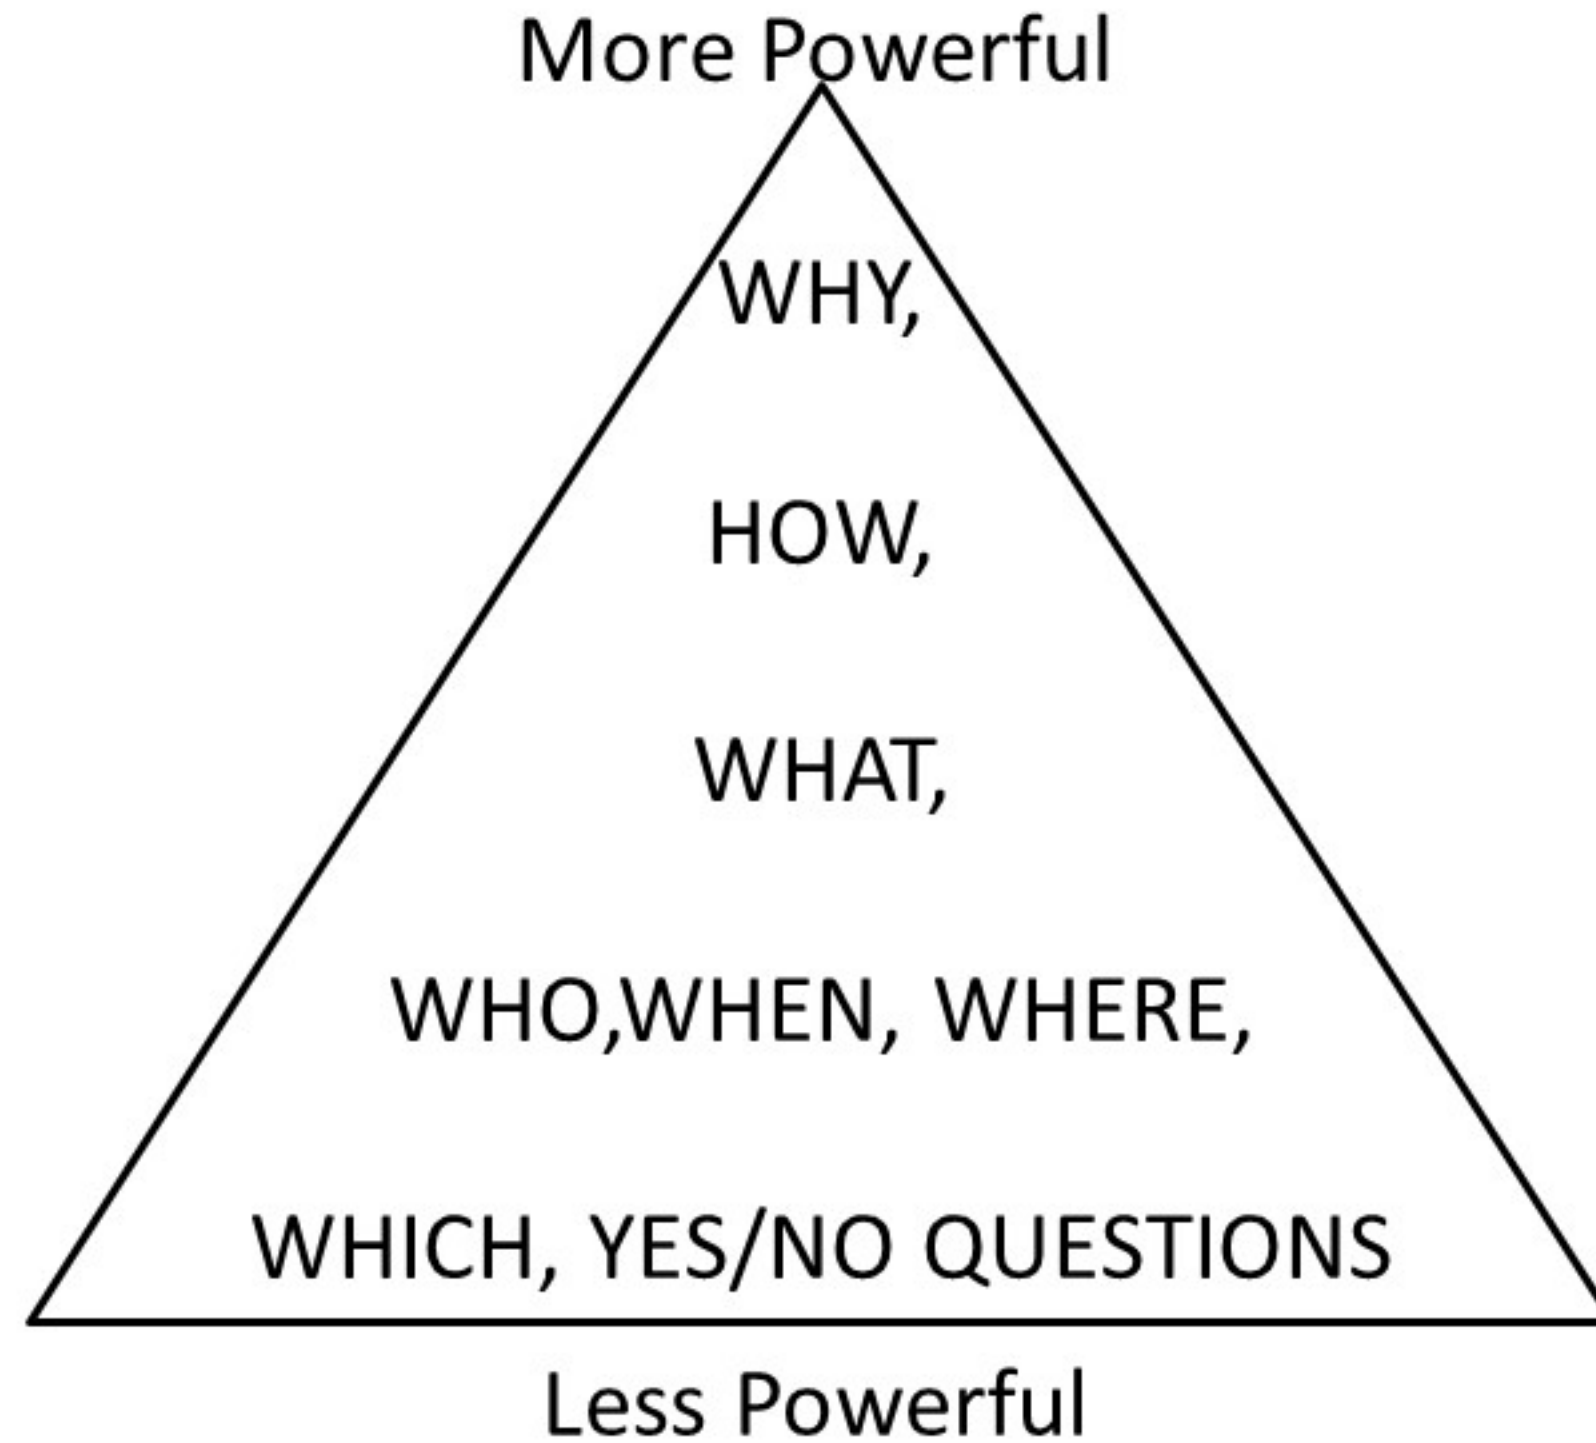 More Powerful
WHY,
HOW,
WHAT,
WHO,WHEN, WHERE,
WHICH, YES/NO QUESTIONS
Less Powerful